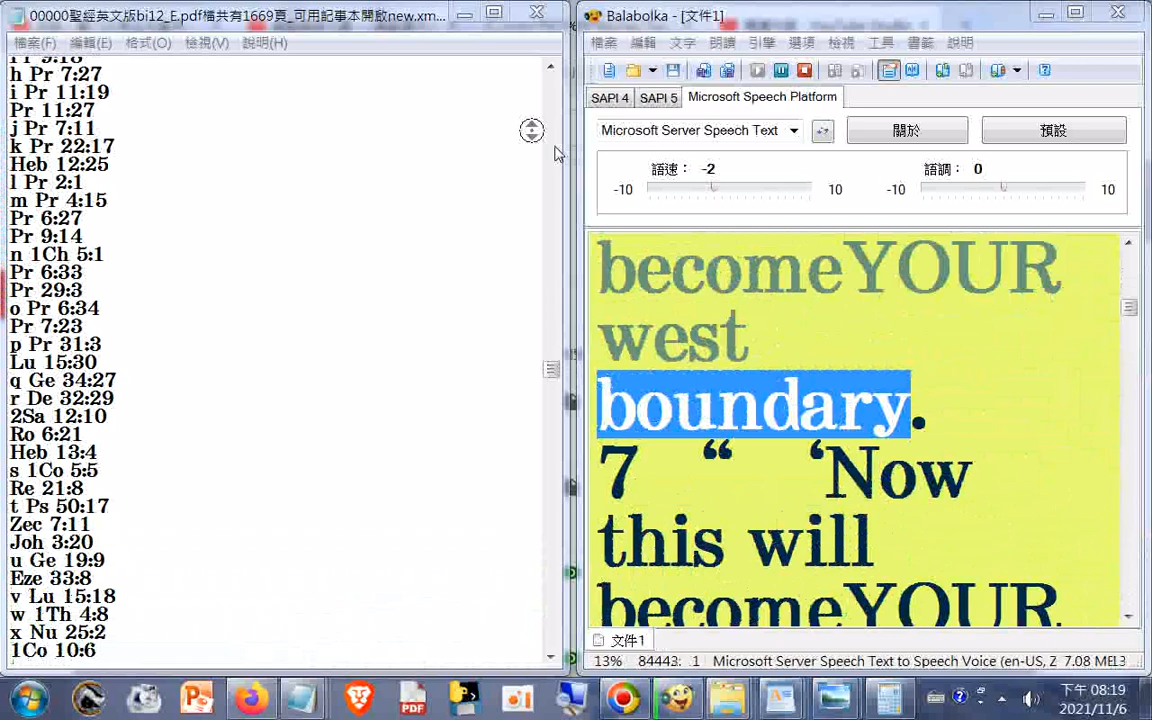 00000聖經英文版bi12_E.pdf檔共有1669頁_可用記事本開啟new.xm...
檔案(F) 編輯(E) 格式(O) 檢視(V) 說明(H)
h Pr 7:27
i Pr 11:19
Pr 11:27
j Pr 7:11
k Pr 22:17
Heb 12:25
l Pr 2:1
m Pr 4:15
Pr 6:27
Pr 9:14
n 1Ch 5:1
Pr 6:33
Pr 29:3
o Pr 6:34
Pr 7:23
p Pr 31:3
Lu 15:30
q Ge 34:27
r De 32:29
2Sa 12:10
Ro 6:21
Heb 13:4
s 1Co 5:5
Re 21:8
t Ps 50:17
Zec 7:11
Joh 3:20
u Ge 19:9
Eze 33:8
v Lu 15:18
w 1Th 4:8
x Nu 25:2
1Co 10:6
Balabolka - [文件1]
檔案 編輯 文字 朗讀 引擎 選項 檢視 工具 書籤 說明
SAPI 4 SAPI 5 Microsoft Speech Platform
Microsoft Server Speech Text 關於 預設
語速： -2 語調： 0
-10 10 -10 10
becomeYOUR
west
boundary.
7 “ ‘Now
this will
becomeYOUR
文件1
13% 84443: 1 Microsoft Server Speech Text to Speech Voice (en-US, Z 7.08 ME13
下午 08:19
2021/11/6